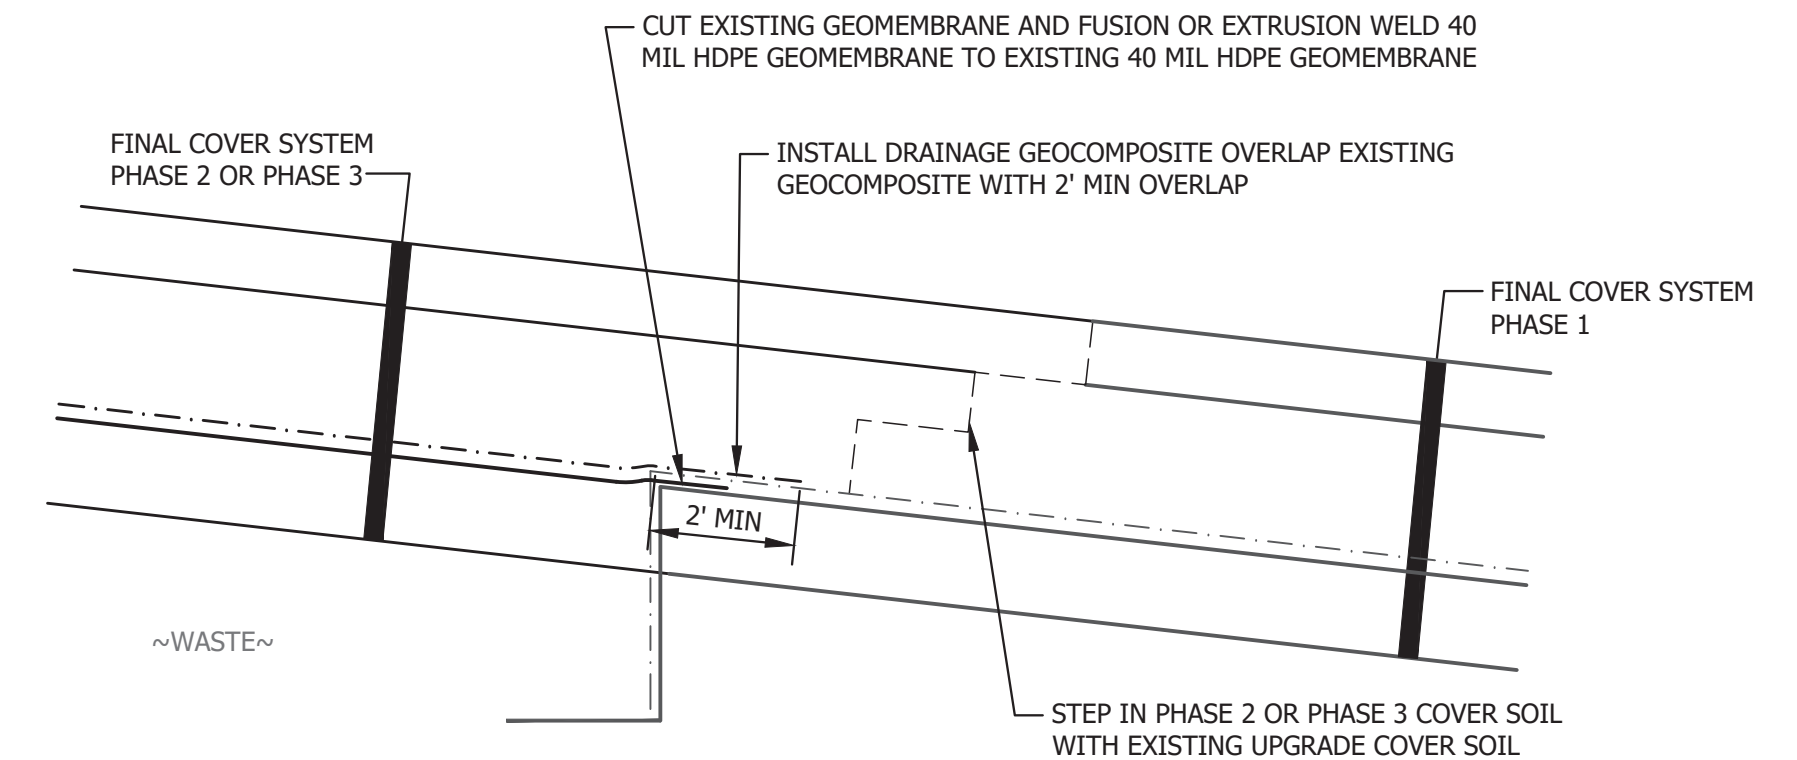 CUT EXISTING GEOMEMBRANE AND FUSION OR EXTRUSION WELD 40
MIL HDPE GEOMEMBRANE TO EXISTING 40 MIL HDPE GEOMEMBRANE
FINAL COVER SYSTEM
PHASE 2 OR PHASE 3
INSTALL DRAINAGE GEOCOMPOSITE OVERLAP EXISTING
GEOCOMPOSITE WITH 2' MIN OVERLAP
FINAL COVER SYSTEM
PHASE 1
2' MIN
~WASTE~
STEP IN PHASE 2 OR PHASE 3 COVER SOIL
WITH EXISTING UPGRADE COVER SOIL